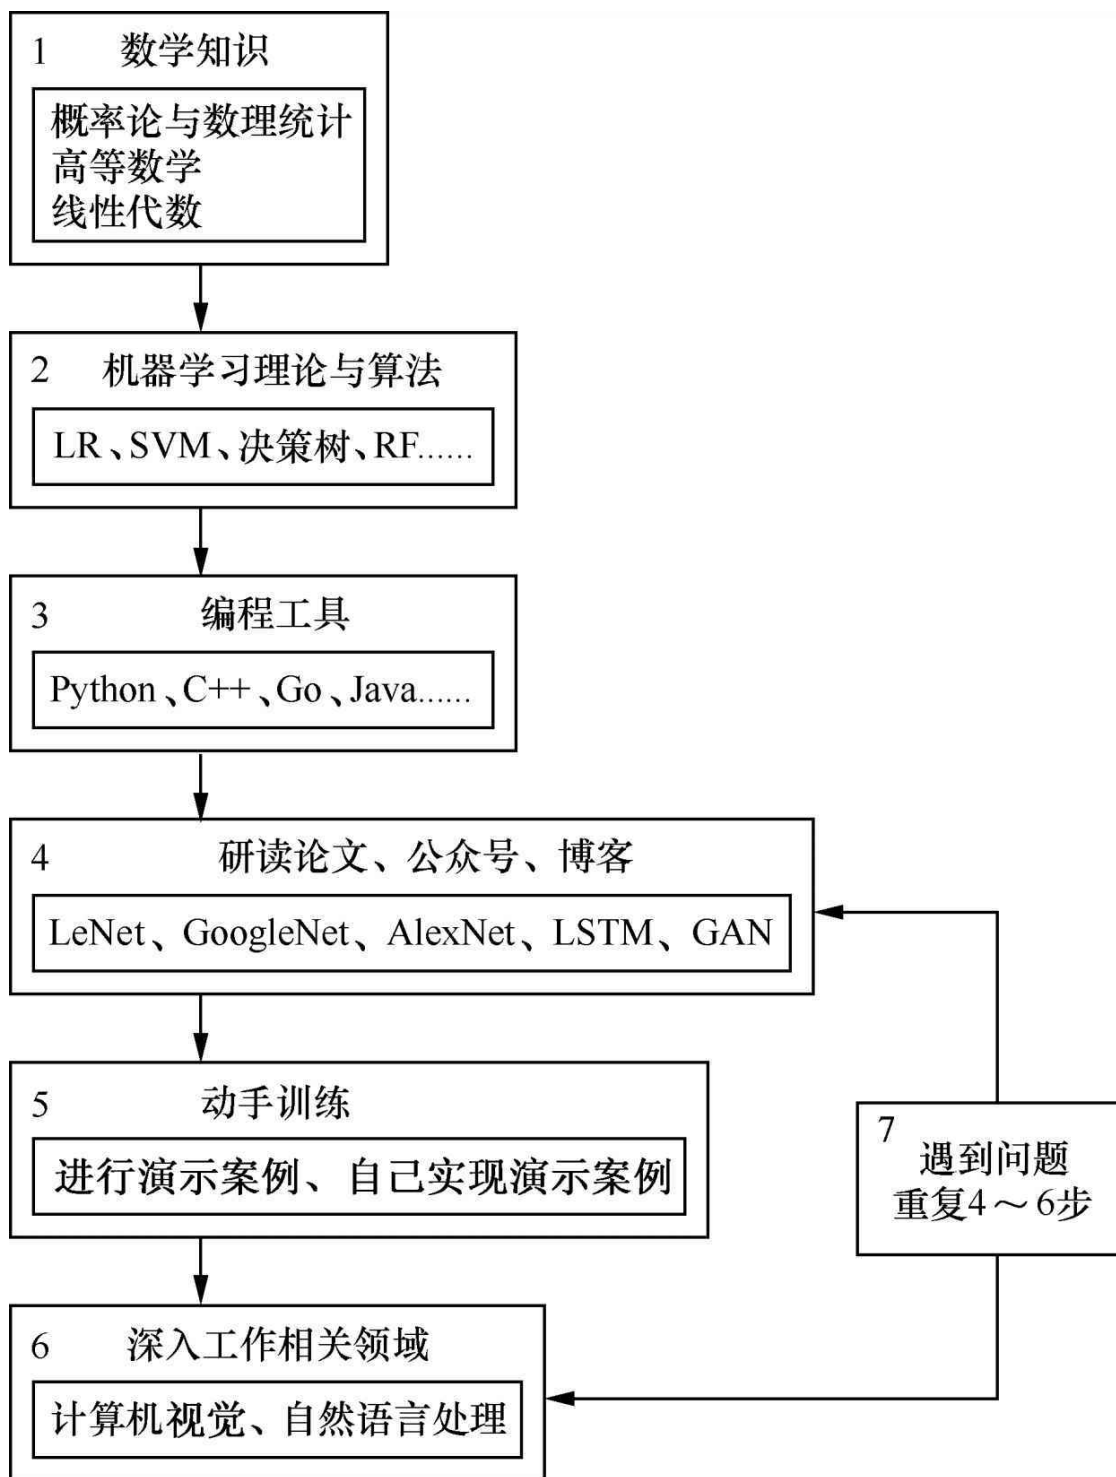 1 数学知识
概率论与数理统计
高等数学
线性代数
2 机器学习理论与算法
LR、SVM、决策树、RF……
3 编程工具
Python、C++、Go、Java……
4 研读论文、公众号、博客
LeNet、GoogleNet、AlexNet、LSTM、GAN
5 动手训练
进行演示案例、自己实现演示案例
6 深入工作相关领域
计算机视觉、自然语言处理
7 遇到问题
重复4～6步